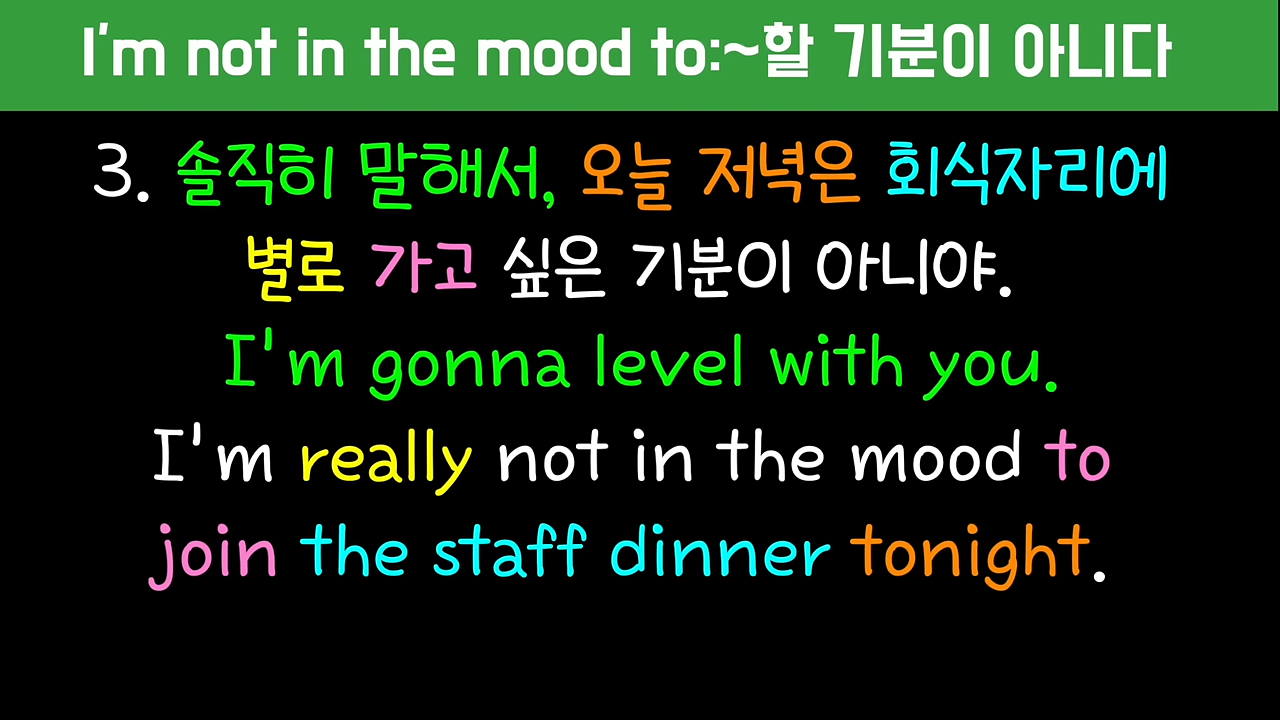 I'm not in the mood to:~할 기분이 아니다
3. 솔직히 말해서, 오늘 저녁은 회식자리에
별로 가고 싶은 기분이 아니야.
I'm gonna level with you.
I'm really not in the mood to
join the staff dinner tonight.